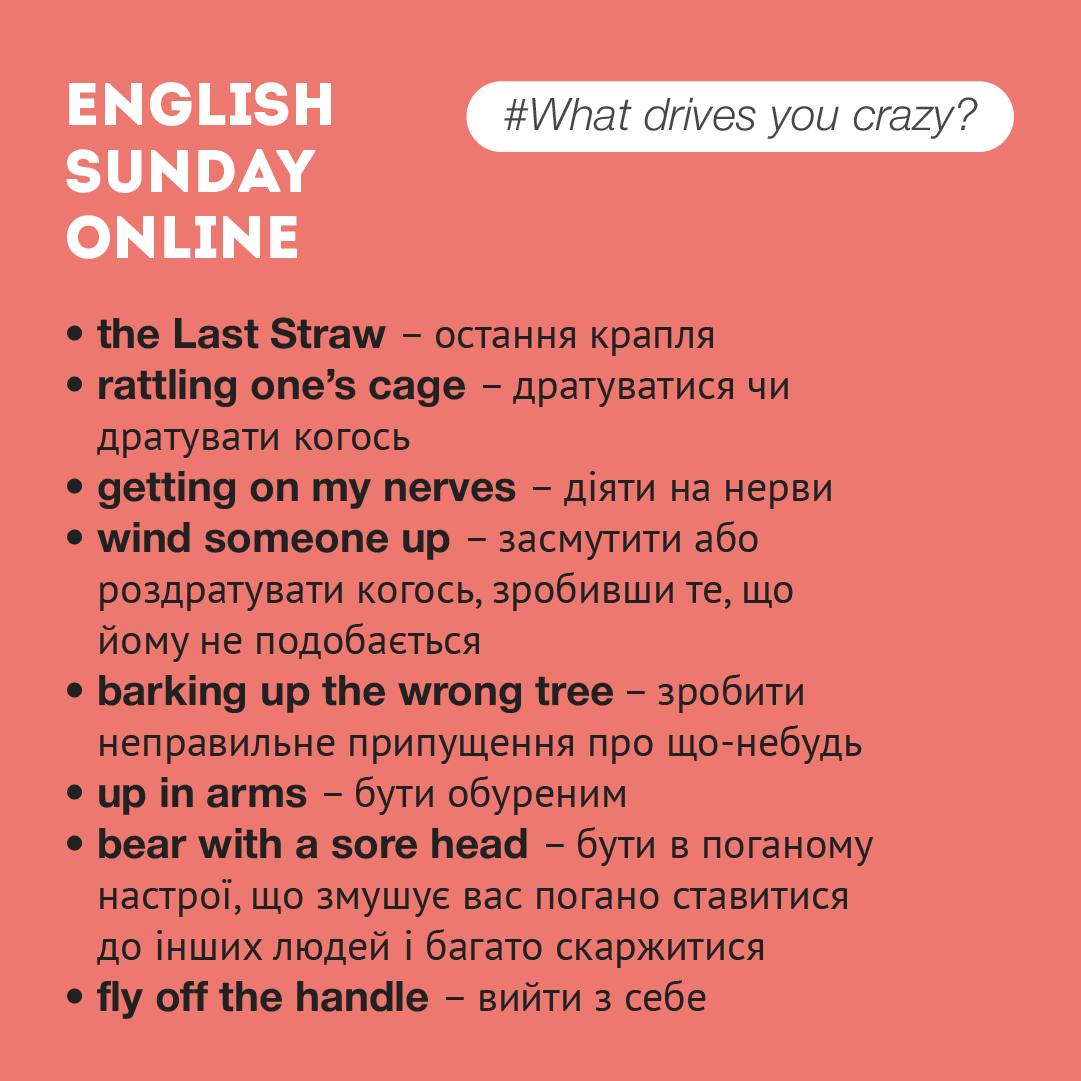 ENGLISH
SUNDAY
ONLINE
#What drives you crazy?
• the Last Straw – остання крапля
• rattling one’s cage – дратуватися чи
дратувати когось
• getting on my nerves – діяти на нерви
• wind someone up – засмутити або
роздратувати когось, зробивши те, що
йому не подобається
• barking up the wrong tree – зробити
неправильне припущення про що-небудь
• up in arms – бути обуреним
• bear with a sore head – бути в поганому
настрої, що змушує вас погано ставитися
до інших людей і багато скаржитися
• fly off the handle – вийти з себе